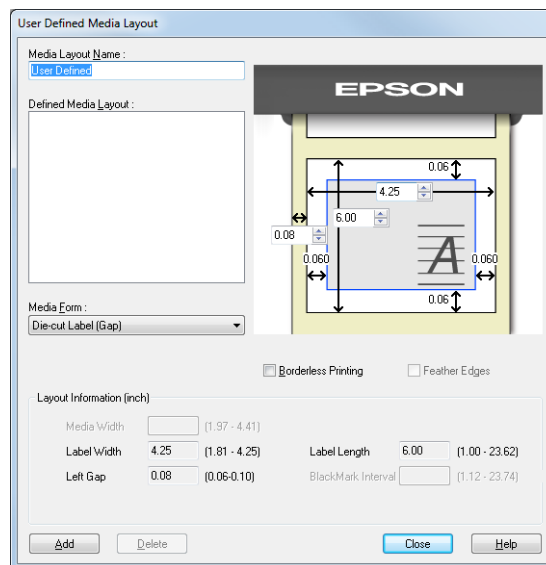 User Defined Media Layout
Media Layout Name :
User Defined
Defined Media Layout :
EPSON
0.06
4.25
6.00
0.08
0.060
A
0.060
0.06
Media Form :
Die-cut Label (Gap)
Borderless Printing
Feather Edges
Layout Information (inch)
Media Width (1.97 - 4.41)
Label Width 4.25 (1.81 - 4.25) Label Length 6.00 (1.00 - 23.62)
Left Gap 0.08 (0.06-0.10) BlackMark Interval (1.12 - 23.74)
Add Delete Close Help